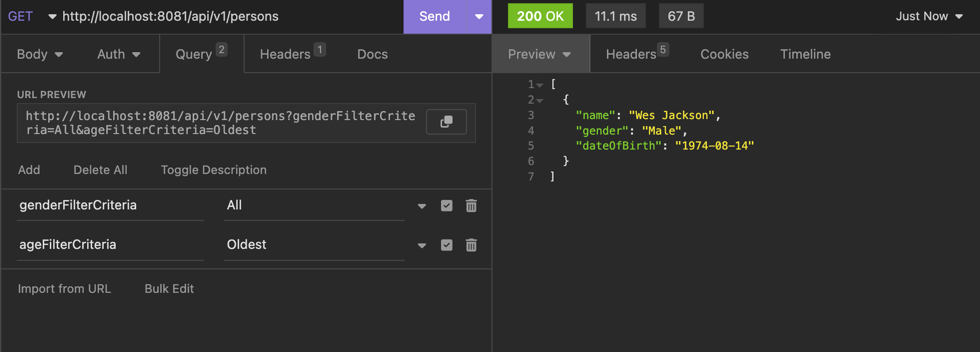 GET http://localhost:8081/api/v1/persons Send 200 OK 11.1 ms 67 B Just Now
Body Auth Query 2 Headers 1 Docs Preview Headers 5 Cookies Timeline
URL PREVIEW
http://localhost:8081/api/v1/persons?genderFilterCrite
ria=All&ageFilterCriteria=Oldest
Add Delete All Toggle Description
genderFilterCriteria All
ageFilterCriteria Oldest
Import from URL Bulk Edit
1 [
2 {
3 "name": "Wes Jackson",
4 "gender": "Male",
5 "dateOfBirth": "1974-08-14"
6 }
7 ]